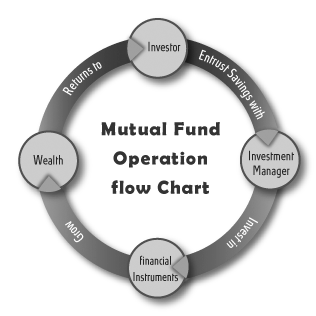 Investor
Entrust Savings with
Investment
Manager
Invest in
financial
Instruments
Grow
Wealth
Returns to
Mutual Fund
Operation
flow Chart